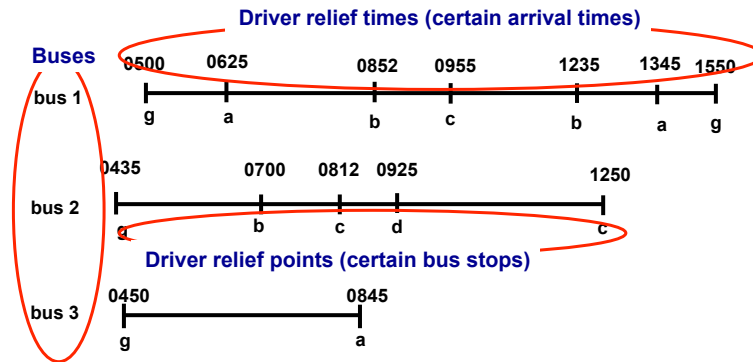 Driver relief times (certain arrival times)
Buses
0500 0625 0852 0955 1235 1345 1550
bus 1
g a b c b a g
0435 0700 0812 0925 1250
bus 2
g b c d c
Driver relief points (certain bus stops)
0450 0845
bus 3
g a